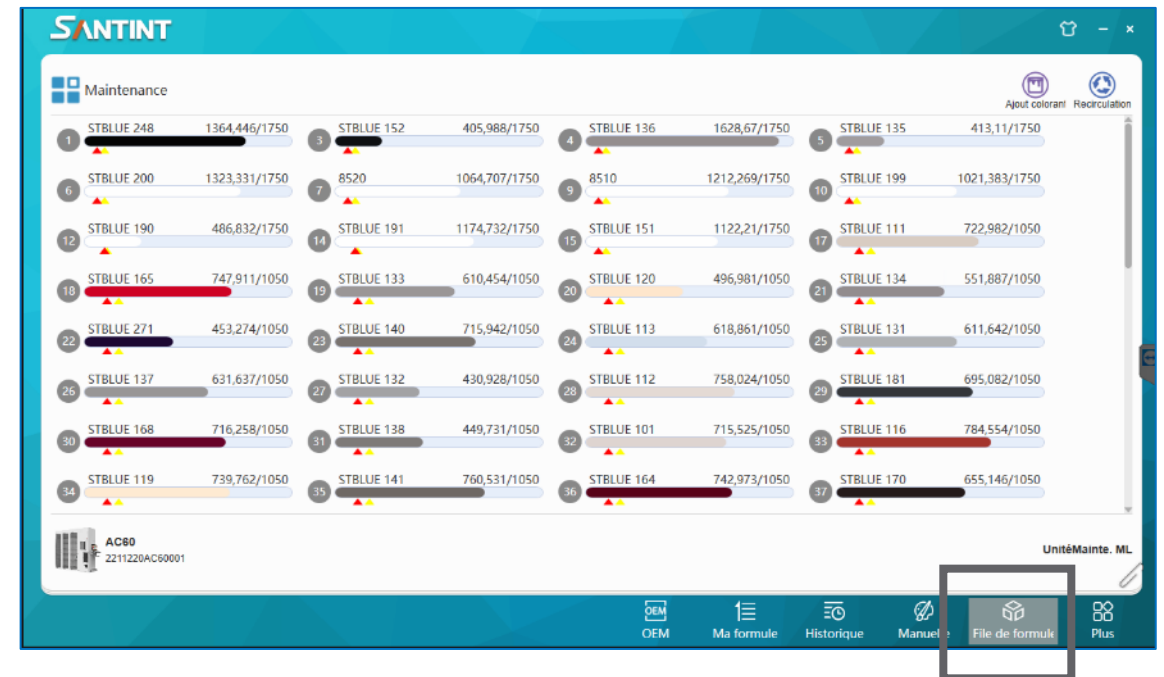 SANTINT
Maintenance
Ajout colorant Recirculation
1 STBLUE 248 1364,446/1750 3 STBLUE 152 405,988/1750 4 STBLUE 136 1628,67/1750 5 STBLUE 135 413,11/1750
6 STBLUE 200 1323,331/1750 7 8520 1064,707/1750 9 8510 1212,269/1750 10 STBLUE 199 1021,383/1750
12 STBLUE 190 486,832/1750 14 STBLUE 191 1174,732/1750 15 STBLUE 151 1122,21/1750 17 STBLUE 111 722,982/1050
18 STBLUE 165 747,911/1050 19 STBLUE 133 610,454/1050 20 STBLUE 120 496,981/1050 21 STBLUE 134 551,887/1050
22 STBLUE 271 453,274/1050 23 STBLUE 140 715,942/1050 24 STBLUE 113 618,861/1050 25 STBLUE 131 611,642/1050
26 STBLUE 137 631,637/1050 27 STBLUE 132 430,928/1050 28 STBLUE 112 758,024/1050 29 STBLUE 181 695,082/1050
30 STBLUE 168 716,258/1050 31 STBLUE 138 449,731/1050 32 STBLUE 101 715,525/1050 33 STBLUE 116 784,554/1050
34 STBLUE 119 739,762/1050 35 STBLUE 141 760,531/1050 36 STBLUE 164 742,973/1050 37 STBLUE 170 655,146/1050
AC60
2211220AC60001
UnitéMainte. ML
OEM
OEM Ma formule Historique Manuelle File de formule Plus